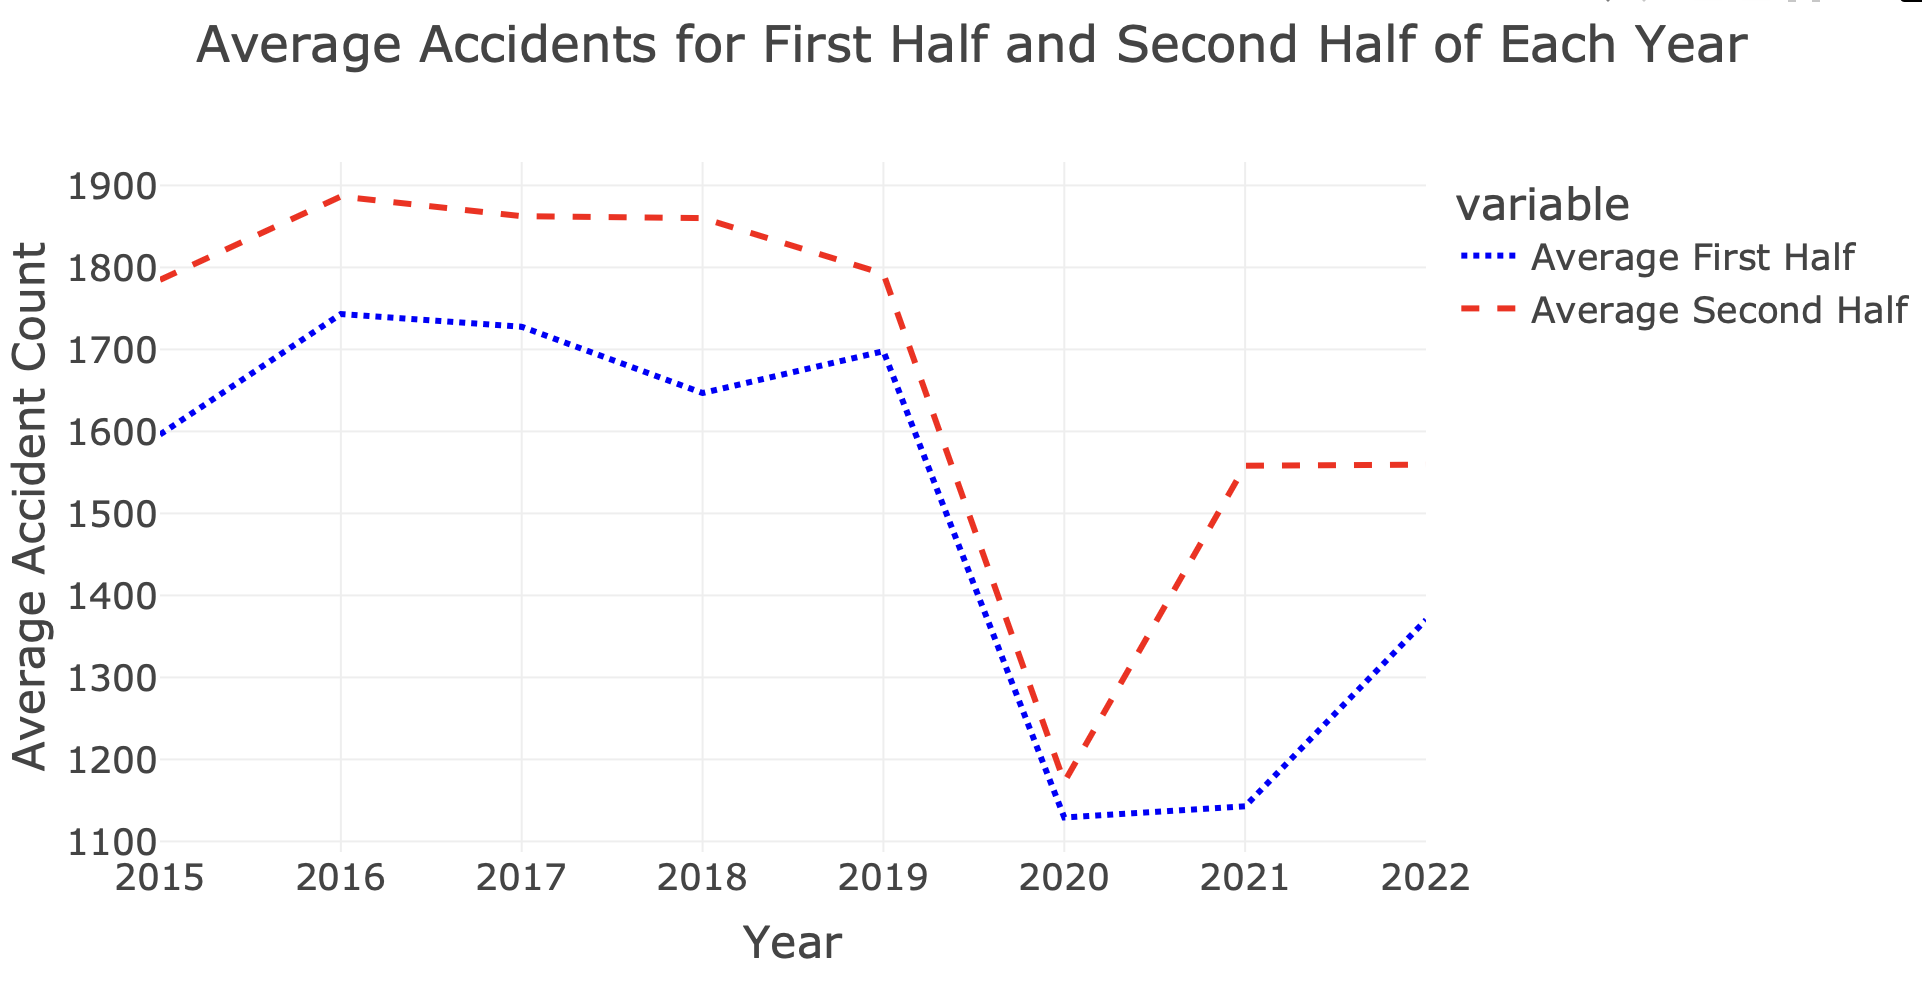 Average Accidents for First Half and Second Half of Each Year
Average Accident Count
1900
1800
1700
1600
1500
1400
1300
1200
1100
2015 2016 2017 2018 2019 2020 2021 2022
Year
variable
Average First Half
Average Second Half